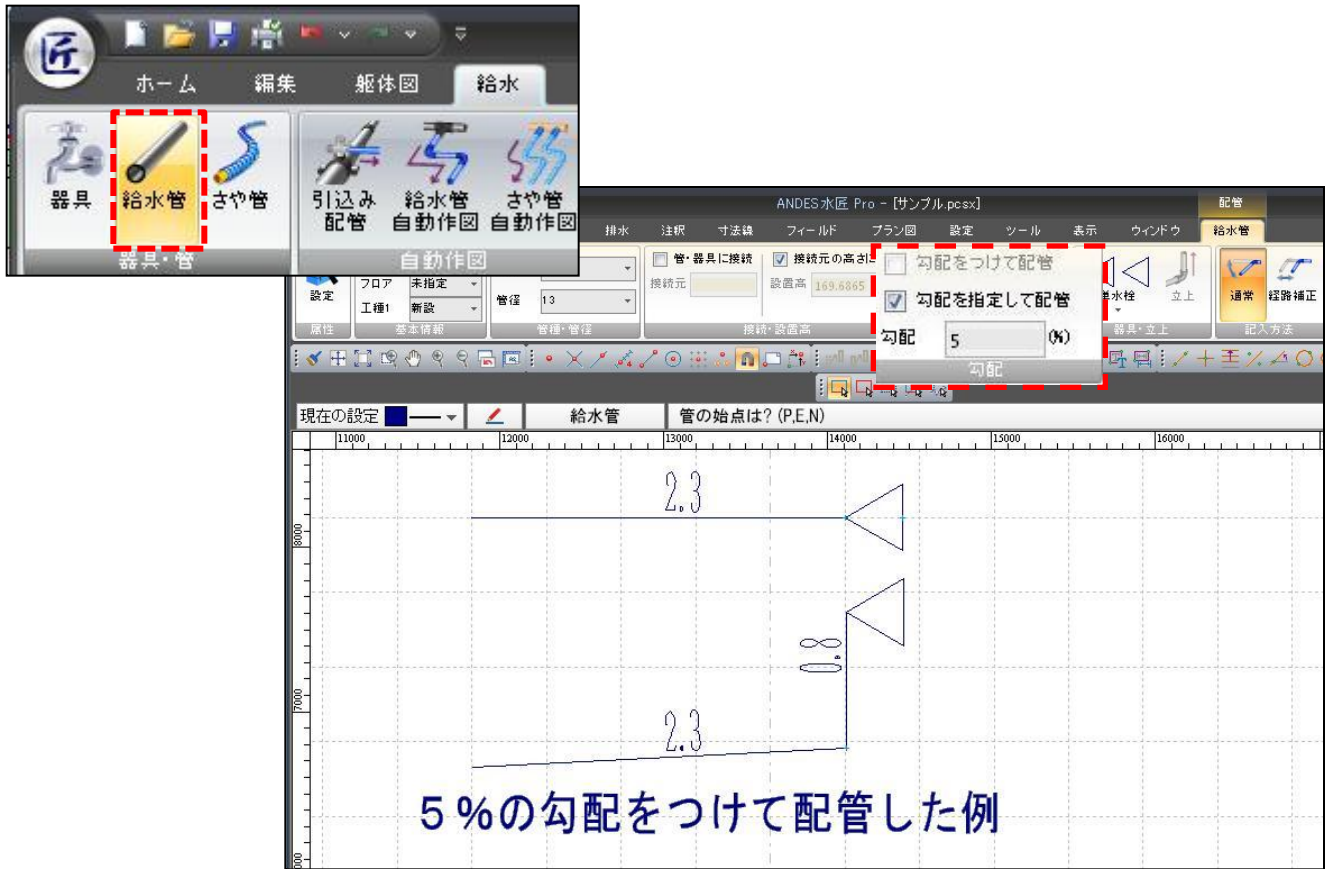 匠
ホーム 編集 躯体図 給水
器具 給水管 さや管 引込み配管 給水管自動作図 さや管自動作図
器具・管 自動作図
ANDES水匠 Pro - [サンプル.pcsx] 配管
排水 注釈 寸法線 フィールド プラン図 設定 ツール 表示 ウィンドウ 給水管
設定
フロア 未指定
工種1 新設
管径 13
管・器具に接続
接続元
設置高 169.6865
勾配をつけて配管
勾配を指定して配管
勾配 5 (%)
勾配
立上
通常 経路補正
属性 基本情報 管種・管径 接続・設置高 器具・立上 記入方法
現在の設定 給水管 管の始点は? (P,E,N)
11000 12000 13000 14000 15000 16000
8000
7000
2.3
0.8
2.3
5%の勾配をつけて配管した例